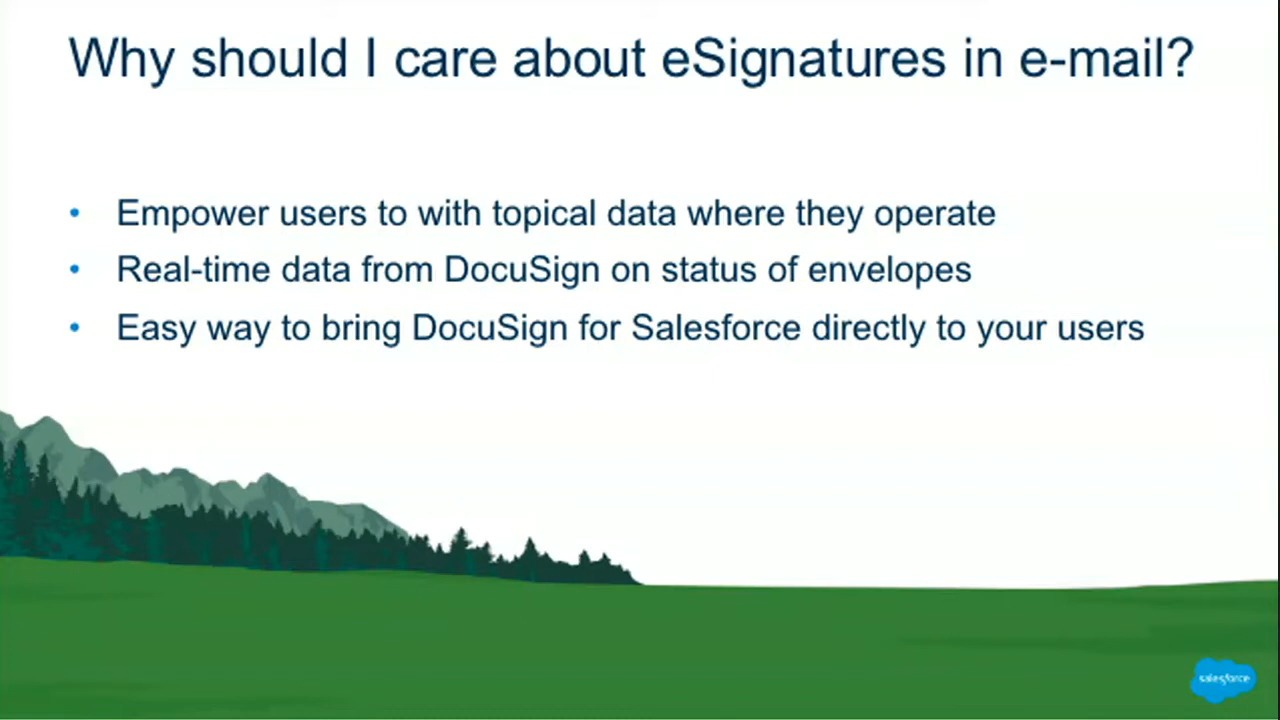 Why should I care about eSignatures in e-mail?
• Empower users to with topical data where they operate
• Real-time data from DocuSign on status of envelopes
• Easy way to bring DocuSign for Salesforce directly to your users
salesforce